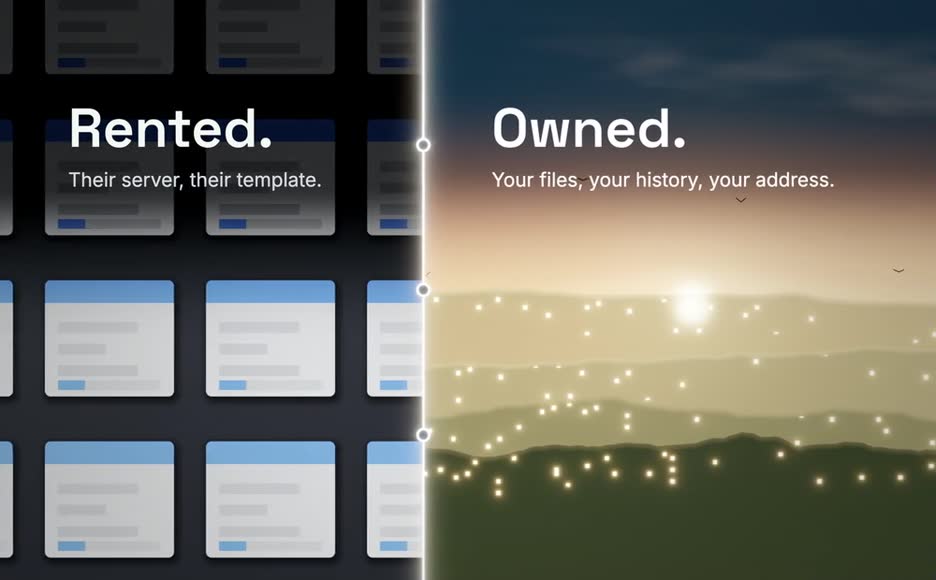 Rented.
Their server, their template.
Owned.
Your files, your history, your address.